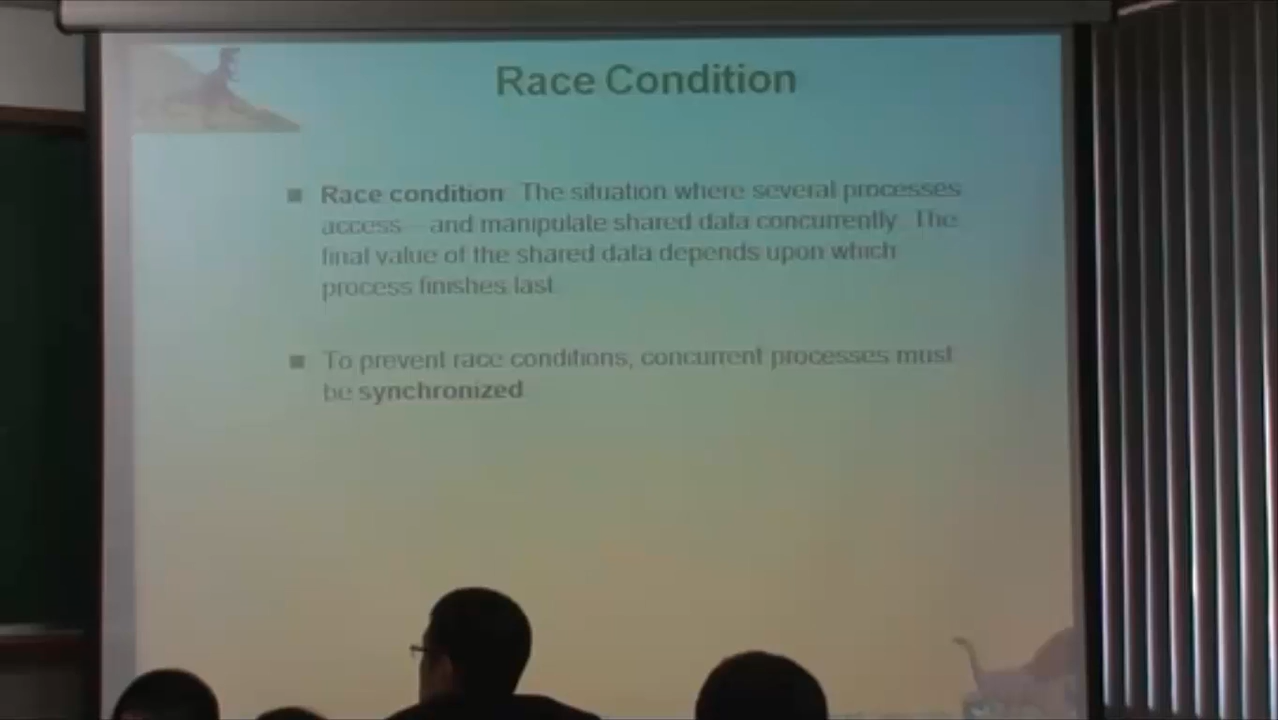 Race Condition
Race condition: The situation where several processes
access – and manipulate shared data concurrently. The
final value of the shared data depends upon which
process finishes last.
To prevent race conditions, concurrent processes must
be synchronized.